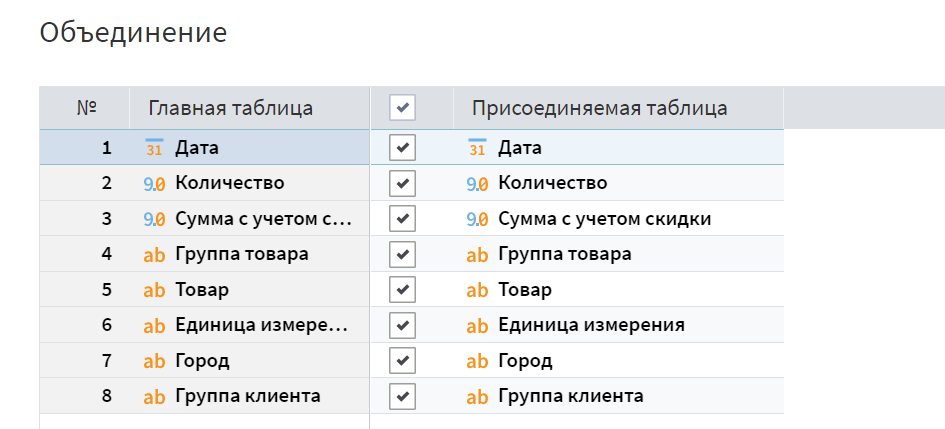 Объединение
№ Главная таблица Присоединяемая таблица
1 31 Дата 31 Дата
2 9.0 Количество 9.0 Количество
3 9.0 Сумма с учетом с... 9.0 Сумма с учетом скидки
4 ab Группа товара ab Группа товара
5 ab Товар ab Товар
6 ab Единица измере... ab Единица измерения
7 ab Город ab Город
8 ab Группа клиента ab Группа клиента